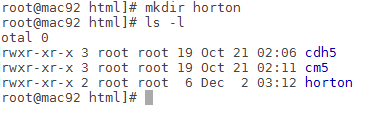 root@mac92 html]# mkdir horton
root@mac92 html]# ls -l
otal 0
rwxr-xr-x 3 root root 19 Oct 21 02:06 cdh5
rwxr-xr-x 3 root root 19 Oct 21 02:11 cm5
rwxr-xr-x 2 root root  6 Dec  2 03:12 horton
root@mac92 html]#